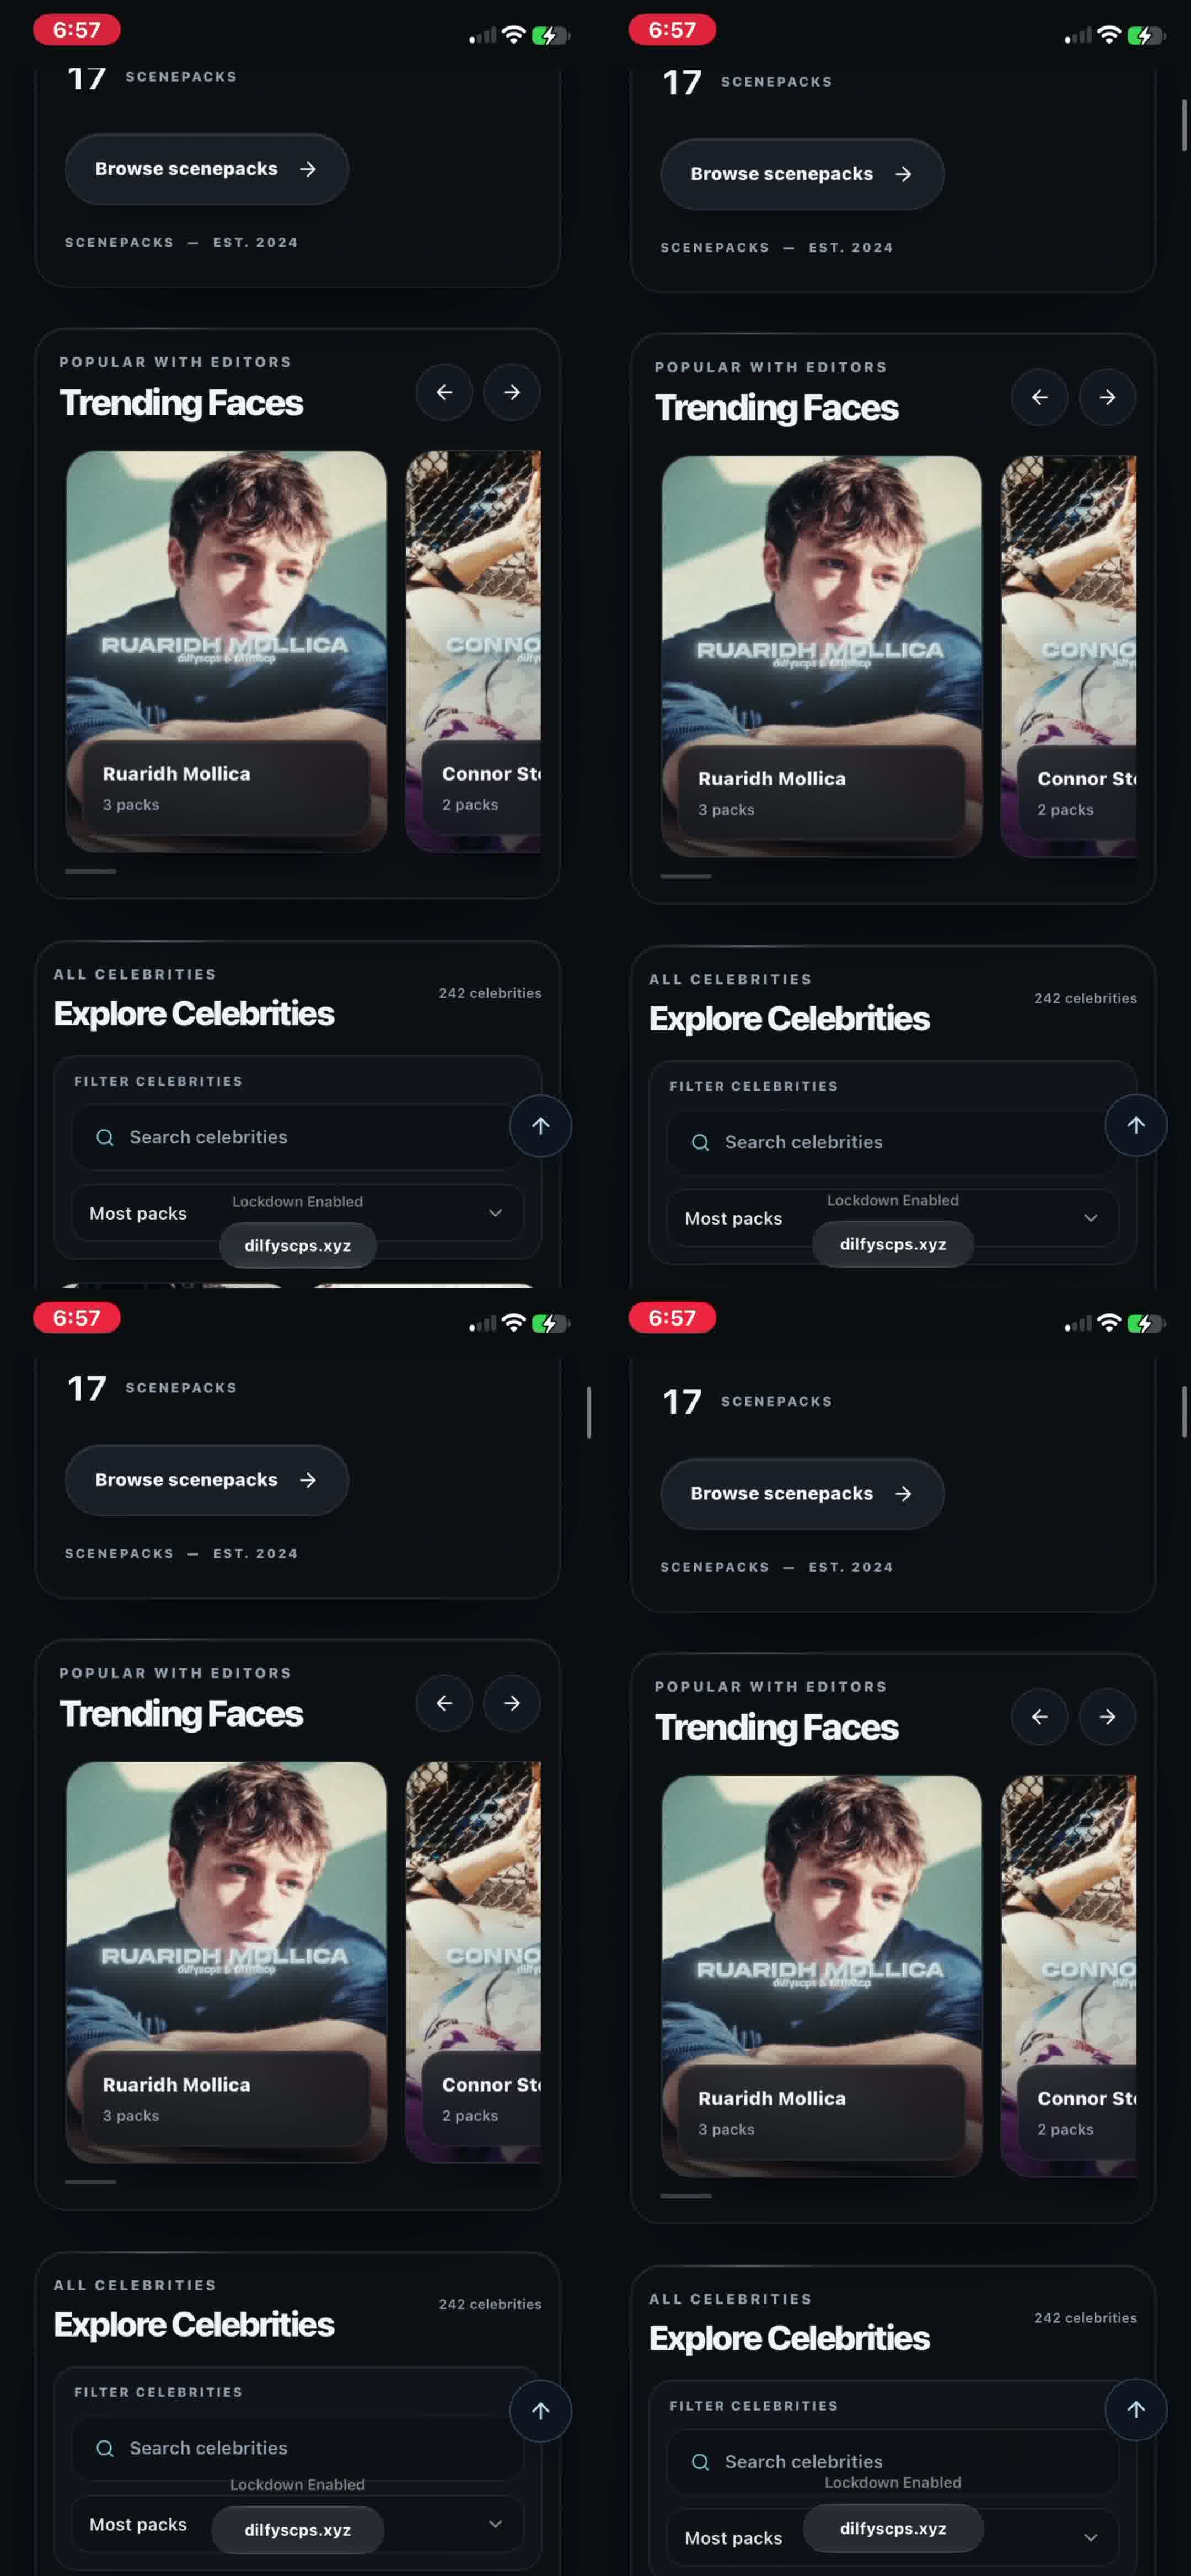 6:57
17 SCENEPACKS
Browse scenepacks →
SCENEPACKS — EST. 2024
POPULAR WITH EDITORS
Trending Faces
RUARIDH MOLLICA
CONNO
Ruaridh Mollica
3 packs
Connor St
2 packs
ALL CELEBRITIES
242 celebrities
Explore Celebrities
FILTER CELEBRITIES
Search celebrities
Lockdown Enabled
Most packs
dilfyscps.xyz
6:57
17 SCENEPACKS
Browse scenepacks →
SCENEPACKS — EST. 2024
POPULAR WITH EDITORS
Trending Faces
RUARIDH MOLLICA
CONNO
Ruaridh Mollica
3 packs
Connor St
2 packs
ALL CELEBRITIES
242 celebrities
Explore Celebrities
FILTER CELEBRITIES
Search celebrities
Lockdown Enabled
Most packs
dilfyscps.xyz
6:57
17 SCENEPACKS
Browse scenepacks →
SCENEPACKS — EST. 2024
POPULAR WITH EDITORS
Trending Faces
RUARIDH MOLLICA
CONNO
Ruaridh Mollica
3 packs
Connor St
2 packs
ALL CELEBRITIES
242 celebrities
Explore Celebrities
FILTER CELEBRITIES
Search celebrities
Lockdown Enabled
Most packs
dilfyscps.xyz
6:57
17 SCENEPACKS
Browse scenepacks →
SCENEPACKS — EST. 2024
POPULAR WITH EDITORS
Trending Faces
RUARIDH MOLLICA
CONNO
Ruaridh Mollica
3 packs
Connor St
2 packs
ALL CELEBRITIES
242 celebrities
Explore Celebrities
FILTER CELEBRITIES
Search celebrities
Lockdown Enabled
Most packs
dilfyscps.xyz